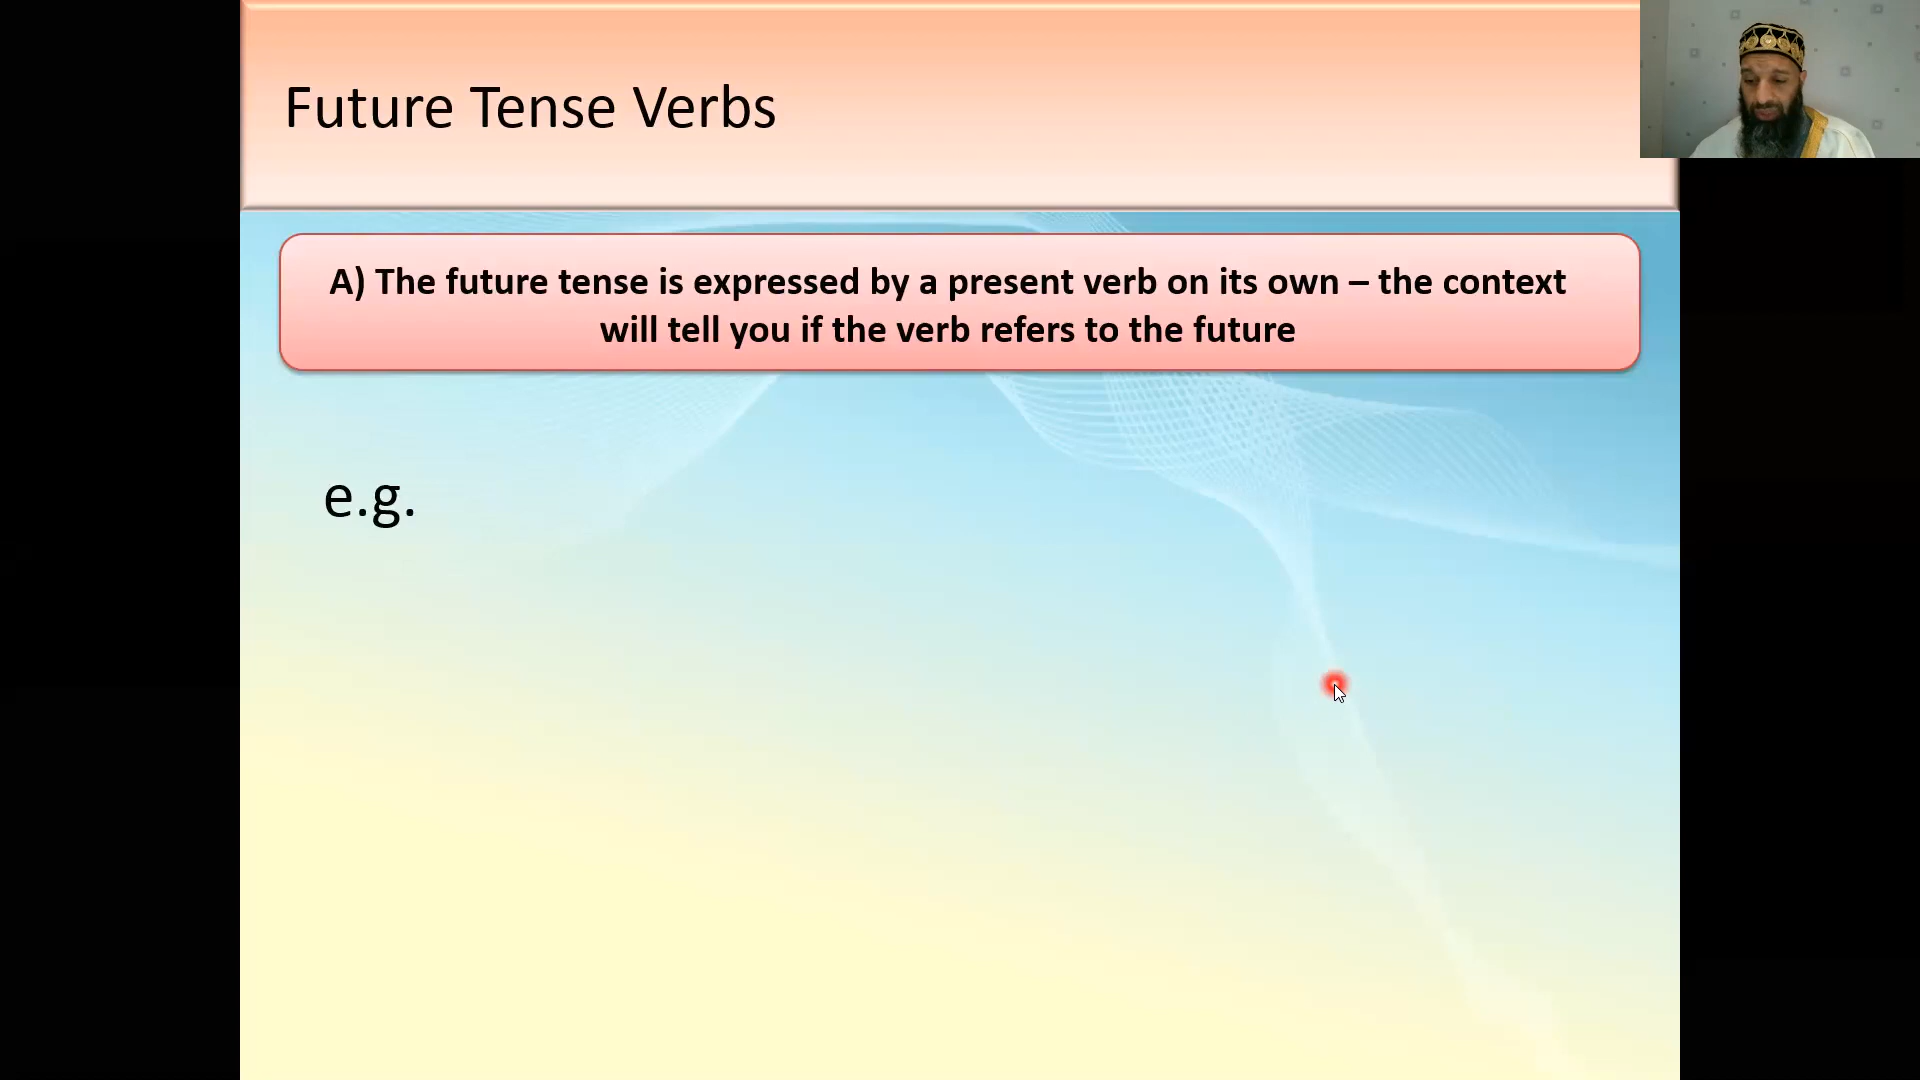 Future Tense Verbs
A) The future tense is expressed by a present verb on its own – the context
will tell you if the verb refers to the future
e.g.